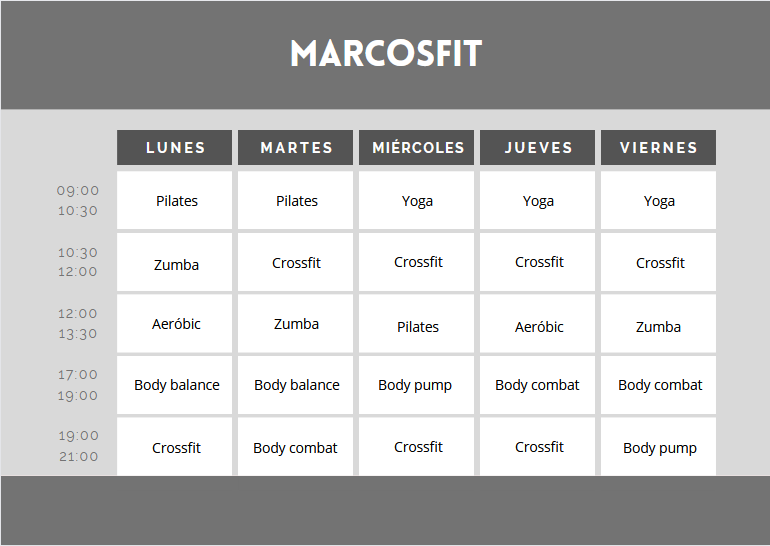 MARCOSFIT
LUNES MARTES MIÉRCOLES JUEVES VIERNES
09:00
10:30
Pilates Pilates Yoga Yoga Yoga
10:30
12:00
Zumba Crossfit Crossfit Crossfit Crossfit
12:00
13:30
Aeróbic Zumba Pilates Aeróbic Zumba
17:00
19:00
Body balance Body balance Body pump Body combat Body combat
19:00
21:00
Crossfit Body combat Crossfit Crossfit Body pump